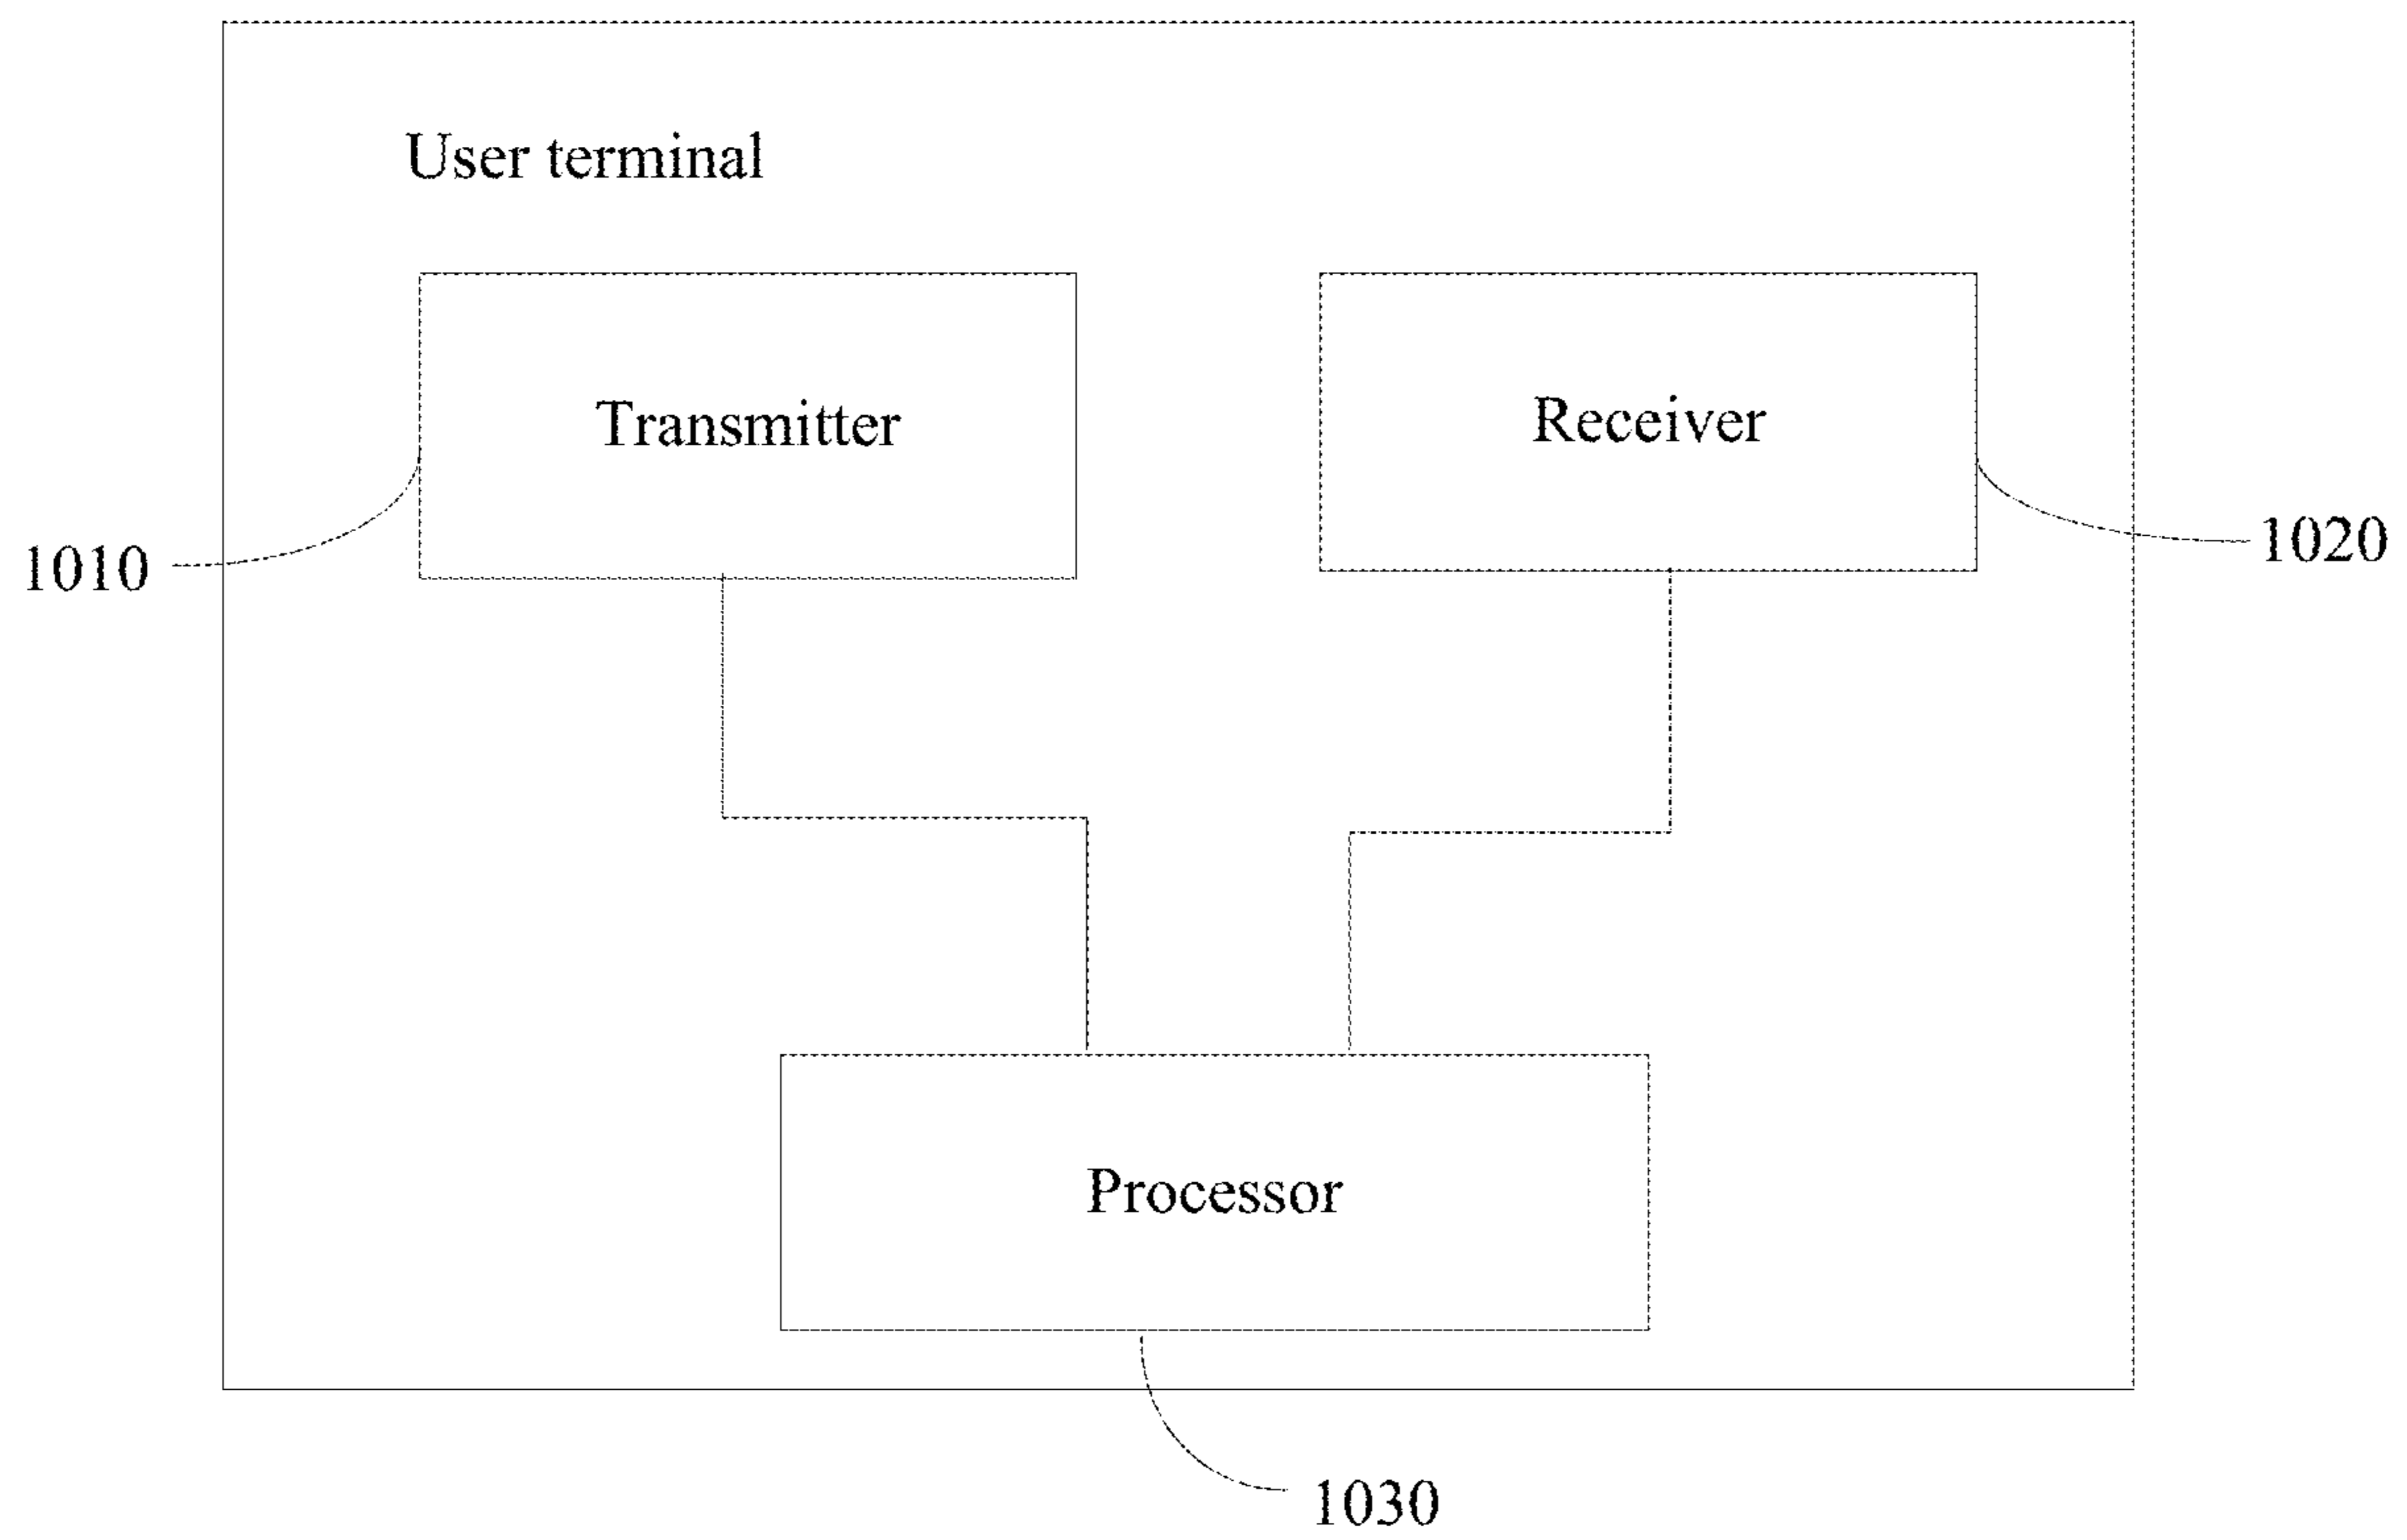 User terminal
Transmitter
Receiver
1010
1020
Processor
1030